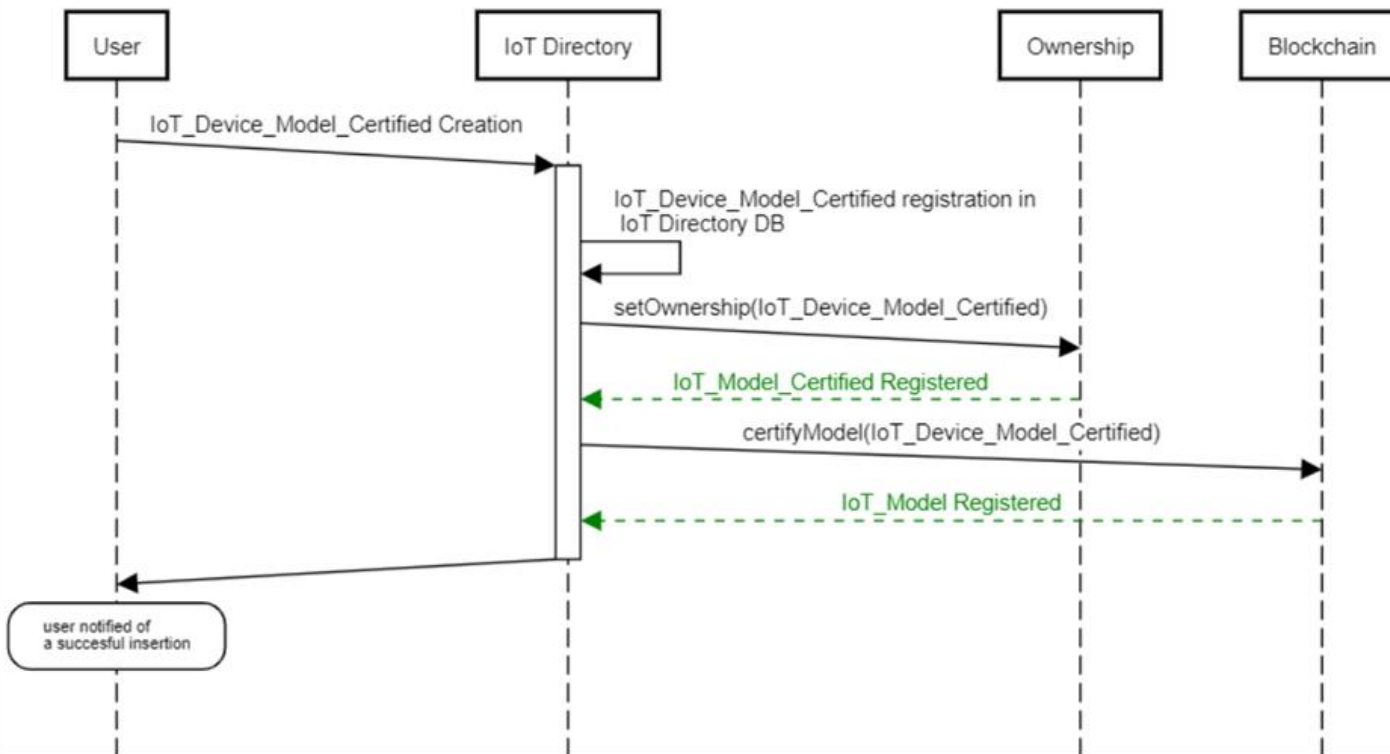 User
IoT Directory
Ownership
Blockchain
IoT_Device_Model_Certified Creation
IoT_Device_Model_Certified registration in
IoT Directory DB
setOwnership(IoT_Device_Model_Certified)
IoT_Model_Certified Registered
certifyModel(IoT_Device_Model_Certified)
IoT_Model Registered
user notified of
a succesful insertion